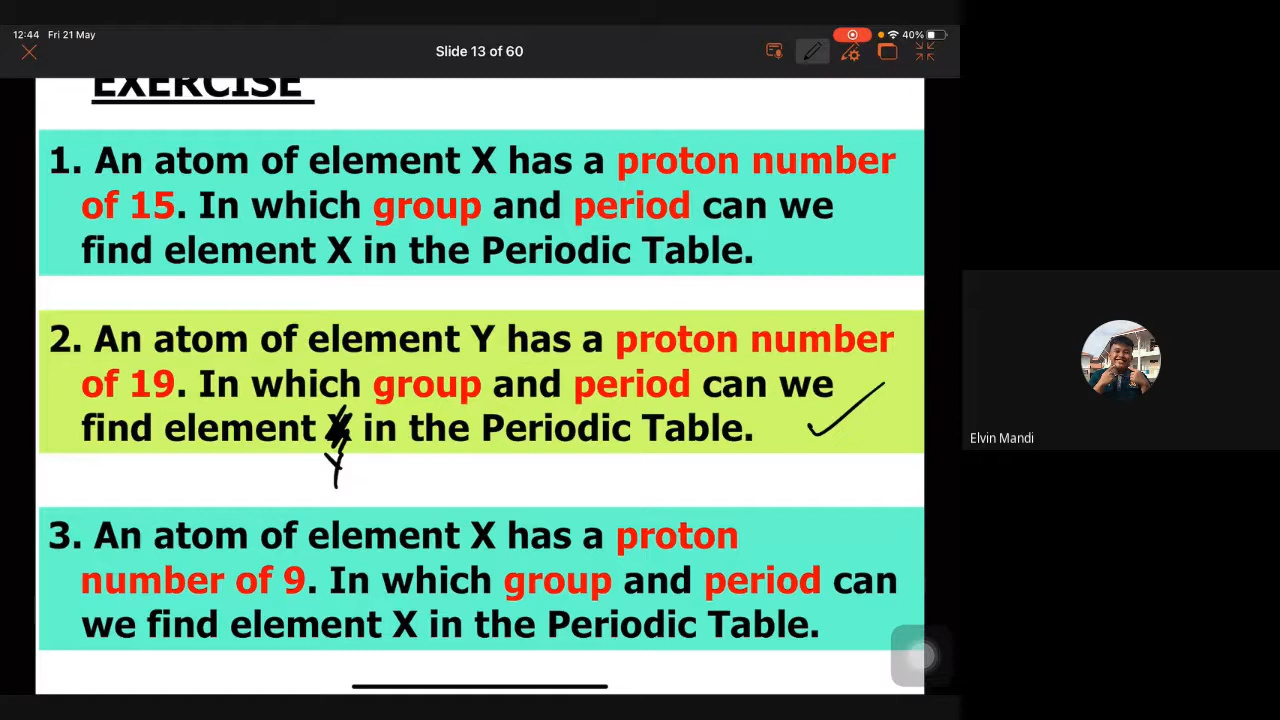 12:44 Fri 21 May
40%
Slide 13 of 60
EXERCISE
1. An atom of element X has a proton number
of 15. In which group and period can we
find element X in the Periodic Table.
2. An atom of element Y has a proton number
of 19. In which group and period can we
find element X in the Periodic Table.
Y
3. An atom of element X has a proton
number of 9. In which group and period can
we find element X in the Periodic Table.
Elvin Mandi